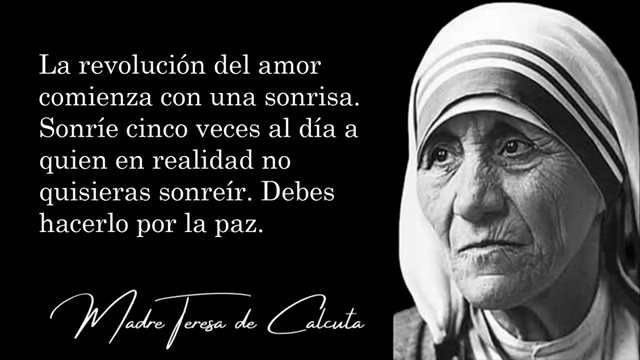 La revolución del amor
comienza con una sonrisa.
Sonríe cinco veces al día a
quien en realidad no
quisieras sonreír. Debes
hacerlo por la paz.
Madre Teresa de Calcuta